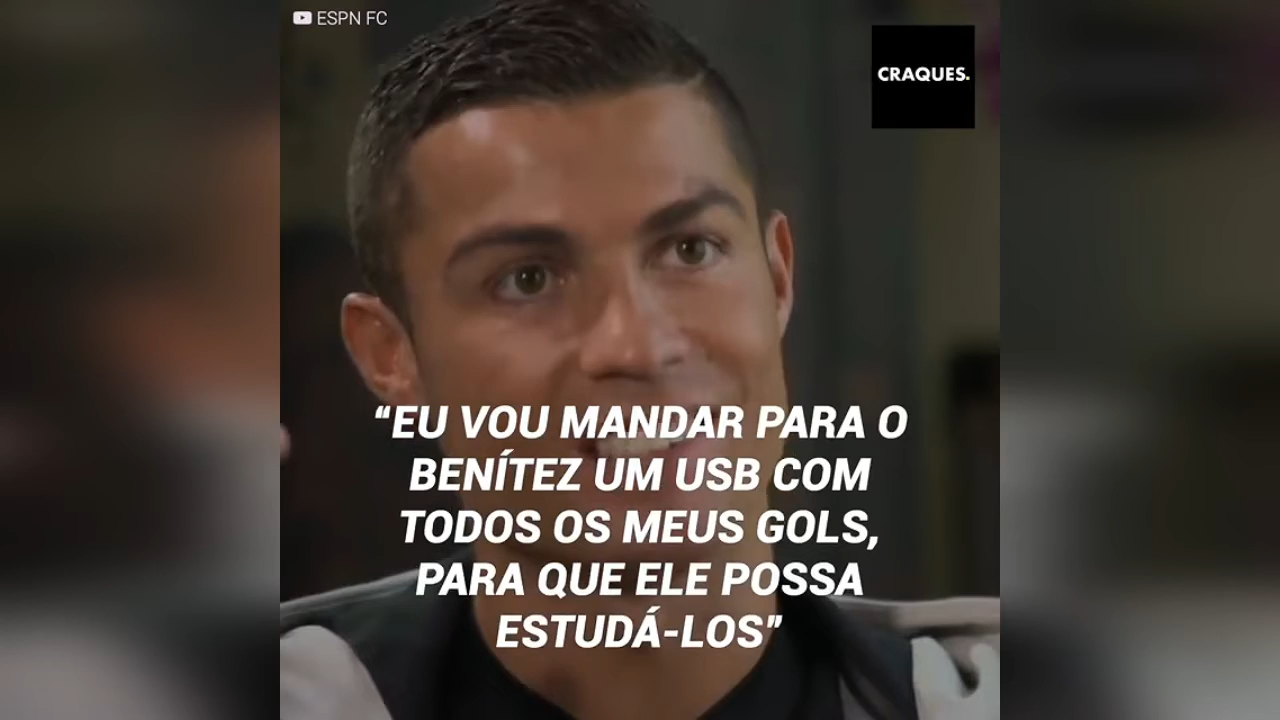 ESPN FC
CRAQUES.
“EU VOU MANDAR PARA O
BENÍTEZ UM USB COM
TODOS OS MEUS GOLS,
PARA QUE ELE POSSA
ESTUDÁ-LOS”